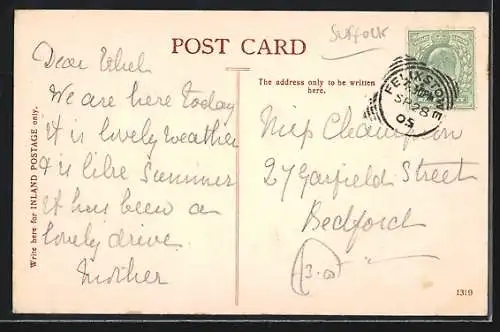 Suffolk
POST CARD
Dear Ethel
We are here today
It is lovely weather
It is like Summer
It has been a
lovely drive
Mother
Write here for INLAND POSTAGE only.
The address only to be written
here.
FELIXSTOWE
SP 28
05
Miss Champion
27 Garfield Street
Bedford
1319